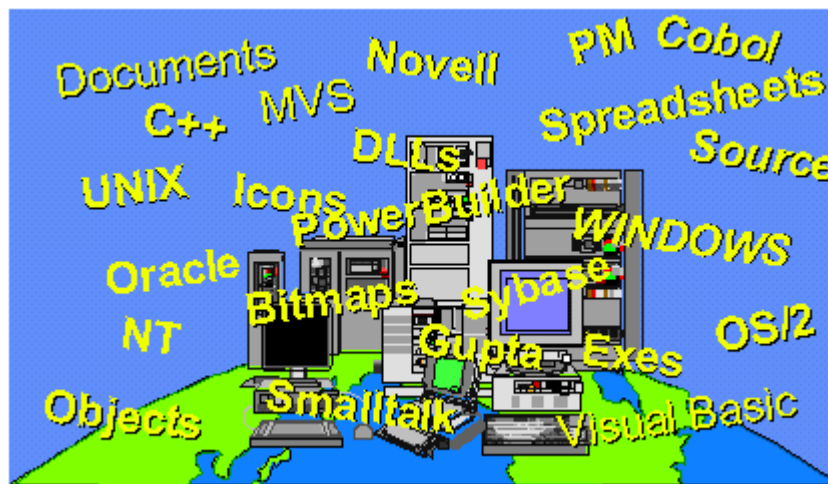 Documents
Novell
PM
Cobol
C++
MVS
Spreadsheets
DLLs
Source
UNIX
Icons
PowerBuilder
WINDOWS
Oracle
Bitmaps
Sybase
NT
Gupta
Exes
OS/2
Objects
Smalltalk
Visual Basic